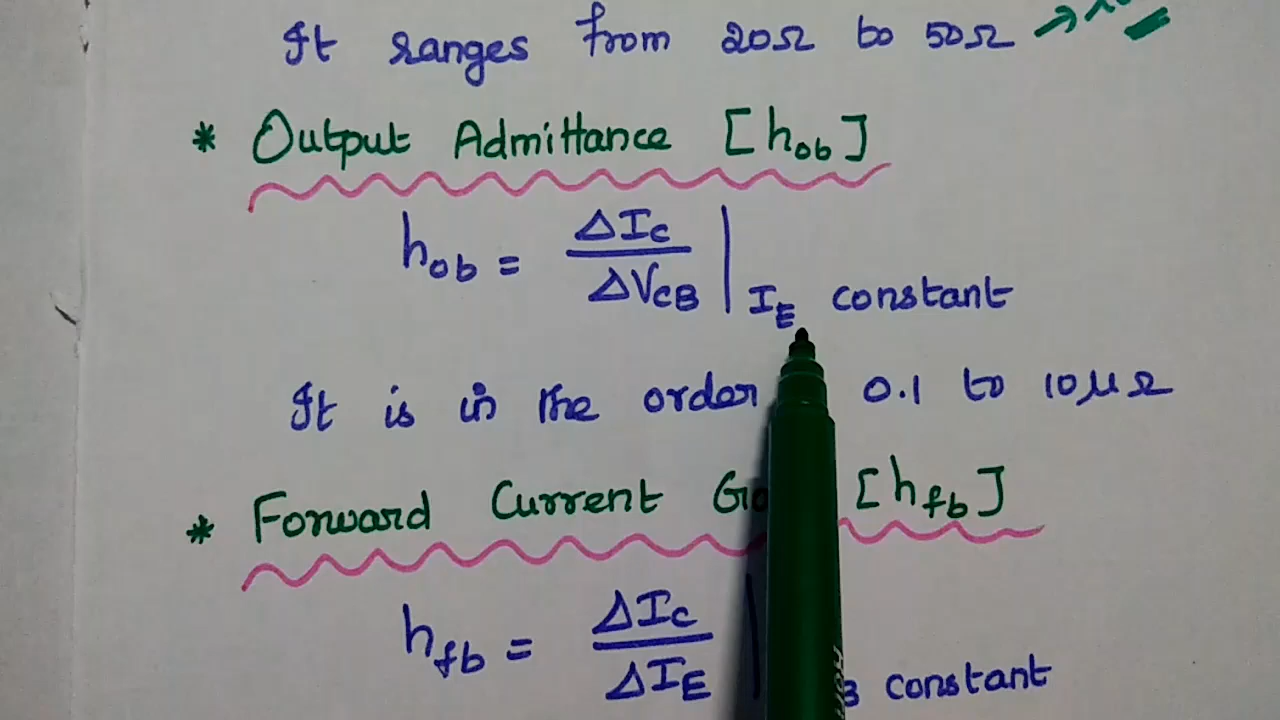 It ranges from 20Ω to 50Ω →
* Output Admittance [hob]
hob = ΔIC / ΔVCB | IE constant
It is in the order 0.1 to 10μΩ
* Forward Current [hfb]
hfb = ΔIC / ΔIE | constant